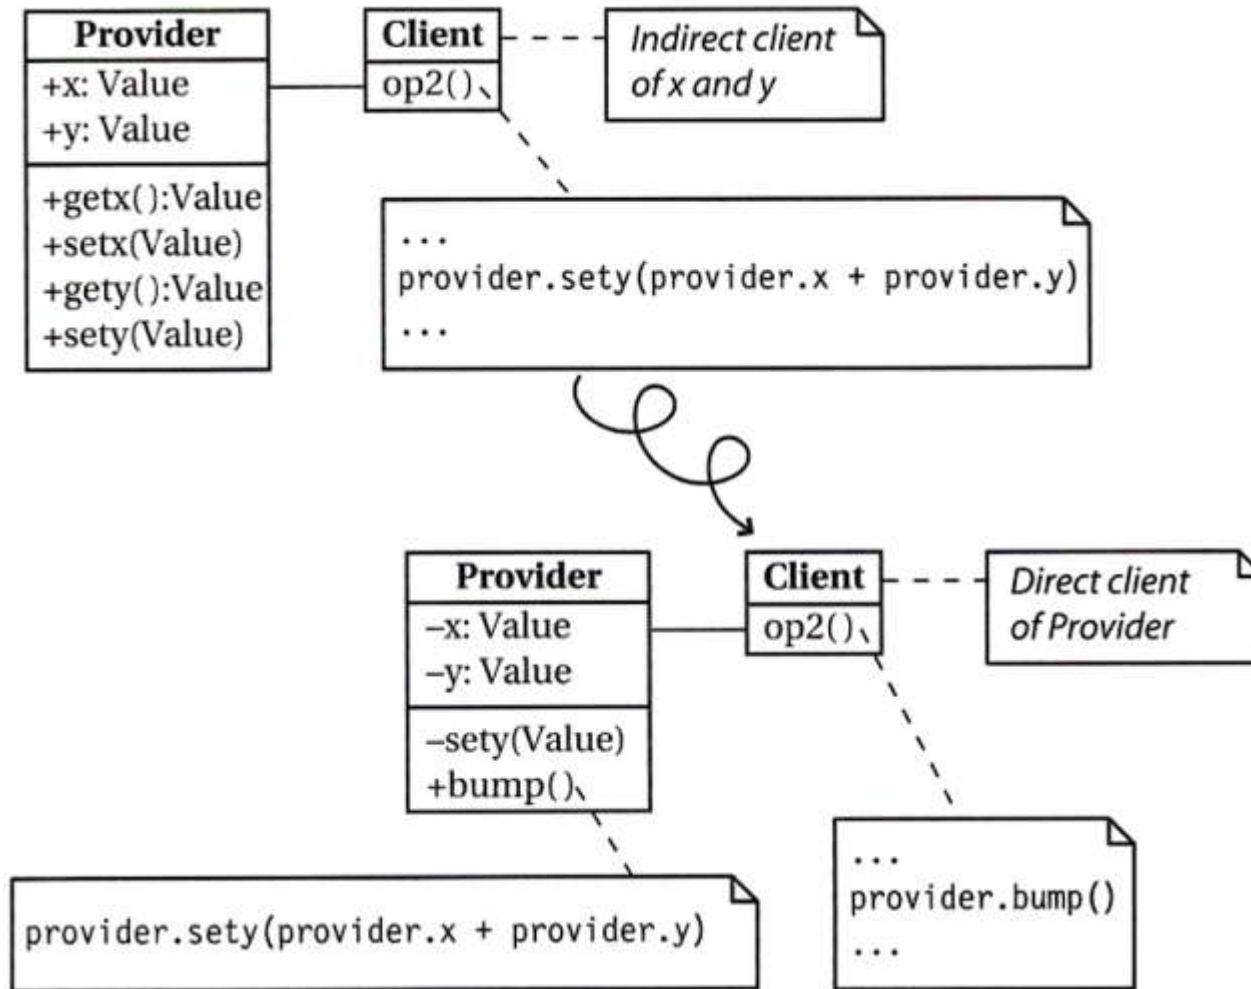 Provider
+x: Value
+y: Value
+getx( ):Value
+setx(Value)
+gety( ):Value
+sety(Value)
Client
op2( )
Indirect client
of x and y
...
provider.sety(provider.x + provider.y)
...
Provider
–x: Value
–y: Value
–sety(Value)
+bump( )
Client
op2( )
Direct client
of Provider
provider.sety(provider.x + provider.y)
...
provider.bump()
...